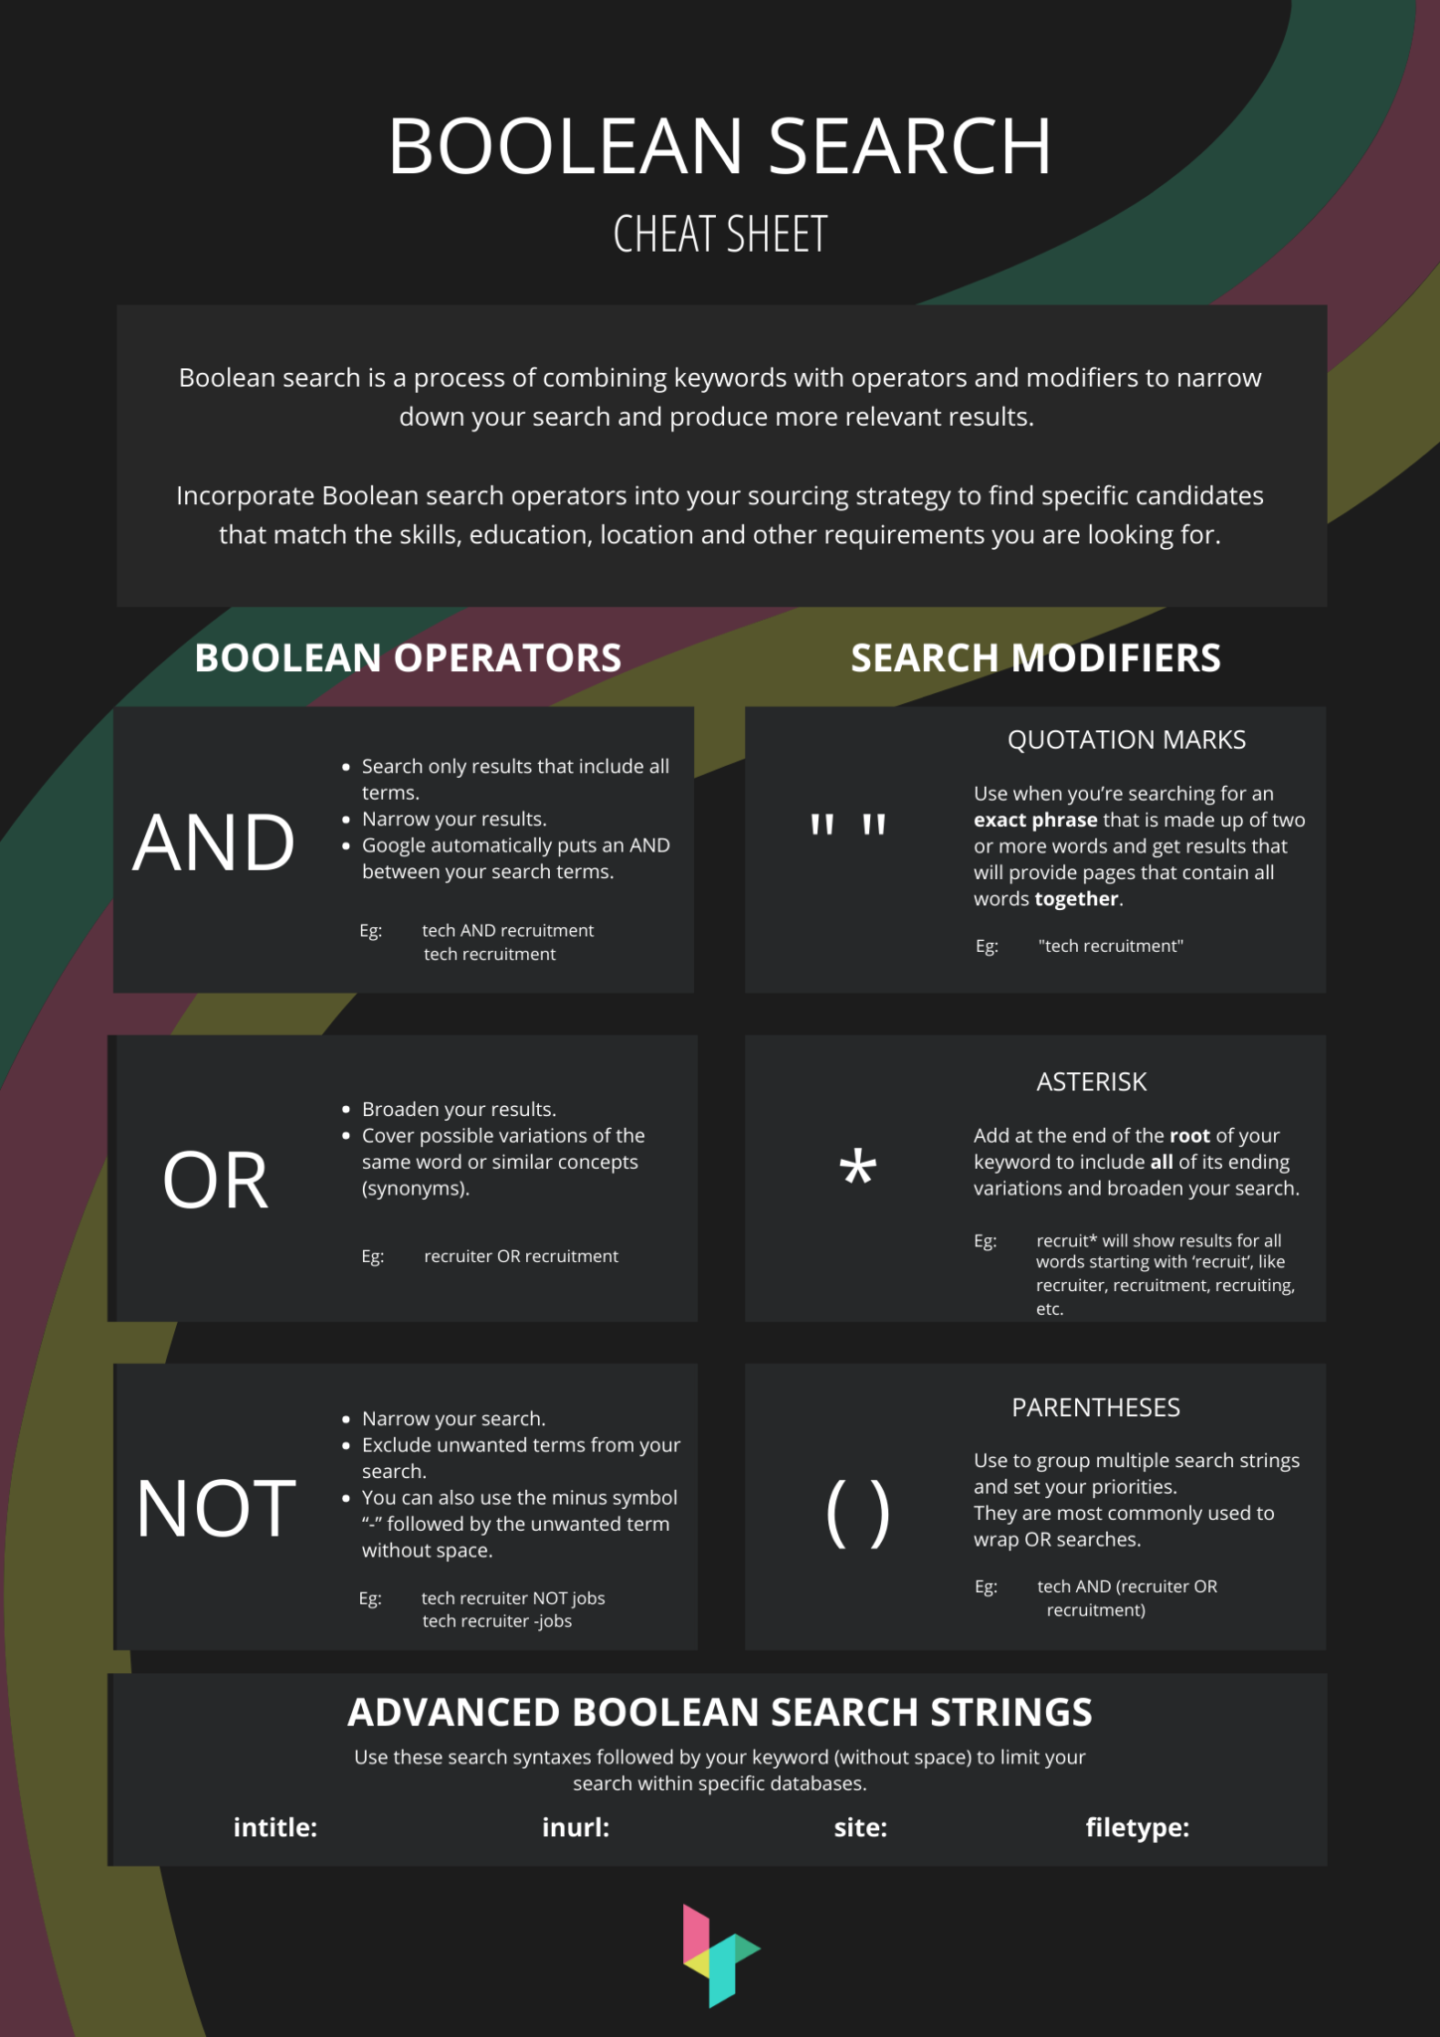 BOOLEAN SEARCH
CHEAT SHEET
Boolean search is a process of combining keywords with operators and modifiers to narrow
down your search and produce more relevant results.
Incorporate Boolean search operators into your sourcing strategy to find specific candidates
that match the skills, education, location and other requirements you are looking for.
BOOLEAN OPERATORS
AND
• Search only results that include all
terms.
• Narrow your results.
• Google automatically puts an AND
between your search terms.
Eg: tech AND recruitment
tech recruitment
OR
• Broaden your results.
• Cover possible variations of the
same word or similar concepts
(synonyms).
Eg: recruiter OR recruitment
NOT
• Narrow your search.
• Exclude unwanted terms from your
search.
• You can also use the minus symbol
“-” followed by the unwanted term
without space.
Eg: tech recruiter NOT jobs
tech recruiter -jobs
SEARCH MODIFIERS
" "
QUOTATION MARKS
Use when you’re searching for an
exact phrase that is made up of two
or more words and get results that
will provide pages that contain all
words together.
Eg: "tech recruitment"
*
ASTERISK
Add at the end of the root of your
keyword to include all of its ending
variations and broaden your search.
Eg: recruit* will show results for all
words starting with ‘recruit’, like
recruiter, recruitment, recruiting,
etc.
( )
PARENTHESES
Use to group multiple search strings
and set your priorities.
They are most commonly used to
wrap OR searches.
Eg: tech AND (recruiter OR
recruitment)
ADVANCED BOOLEAN SEARCH STRINGS
Use these search syntaxes followed by your keyword (without space) to limit your
search within specific databases.
intitle: inurl: site: filetype: